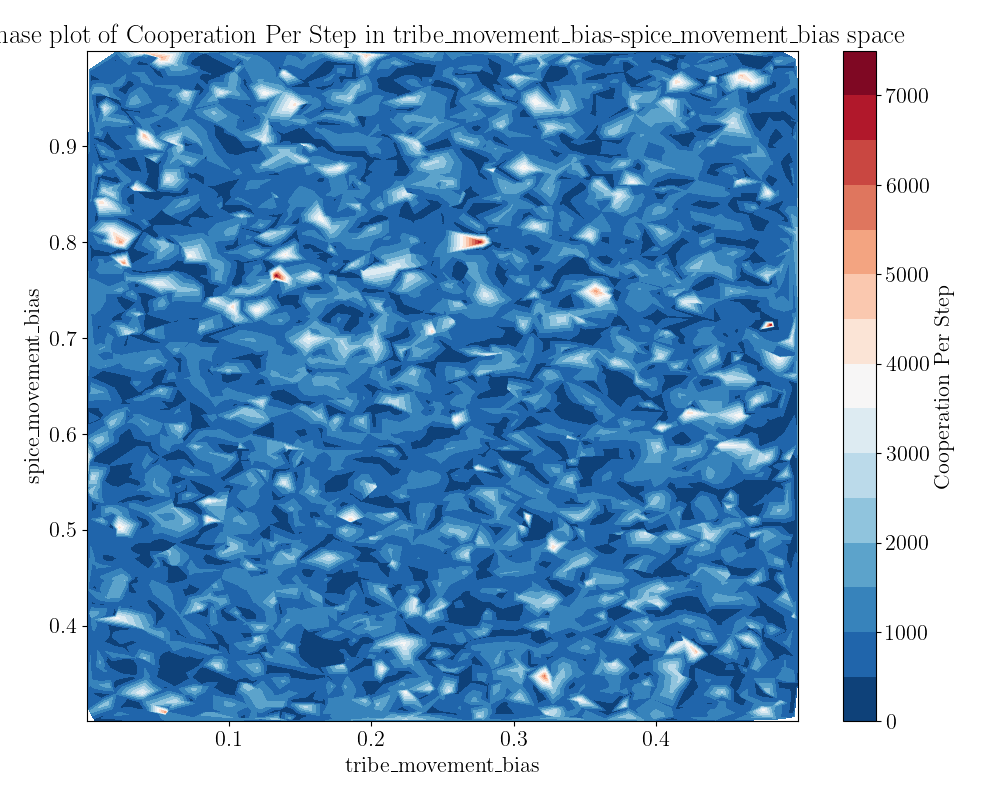 hase plot of Cooperation Per Step in tribe_movement_bias-spice_movement_bias space
7000
6000
5000
4000
3000
2000
1000
0
Cooperation Per Step
0.9
0.8
0.7
0.6
0.5
0.4
spice_movement_bias
0.1 0.2 0.3 0.4
tribe_movement_bias